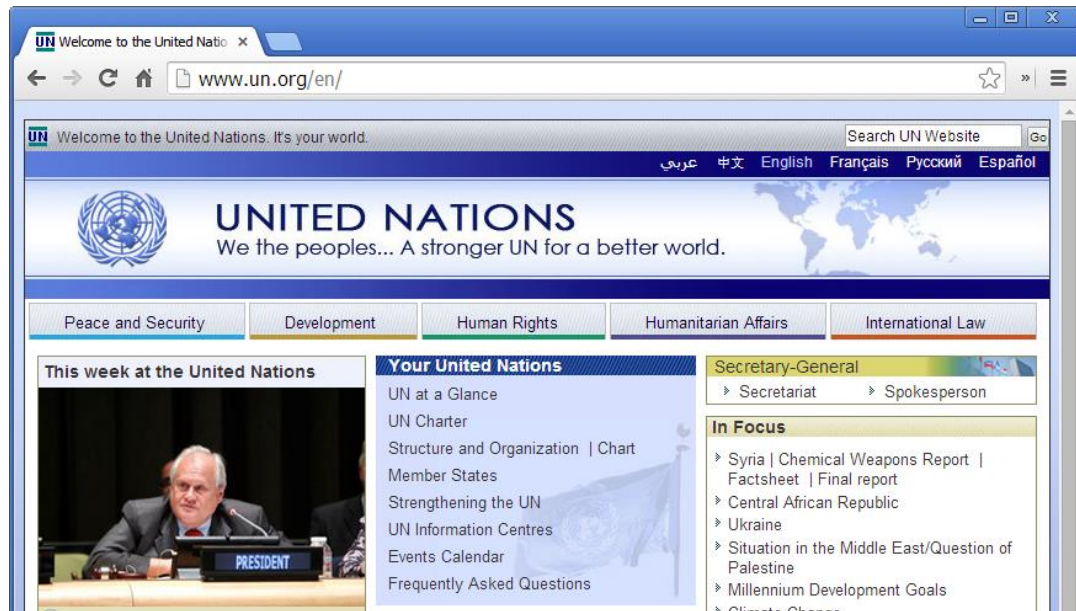 UN Welcome to the United Natio ×
www.un.org/en/
»
UN Welcome to the United Nations. It's your world.
Search UN Website Go
عربي 中文 English Français Русский Español
UNITED NATIONS
We the peoples... A stronger UN for a better world.
Peace and Security Development Human Rights Humanitarian Affairs International Law
This week at the United Nations
PRESIDENT
Your United Nations
UN at a Glance
UN Charter
Structure and Organization | Chart
Member States
Strengthening the UN
UN Information Centres
Events Calendar
Frequently Asked Questions
Secretary-General
Secretariat Spokesperson
In Focus
Syria | Chemical Weapons Report |
Factsheet | Final report
Central African Republic
Ukraine
Situation in the Middle East/Question of
Palestine
Millennium Development Goals
Climate Change